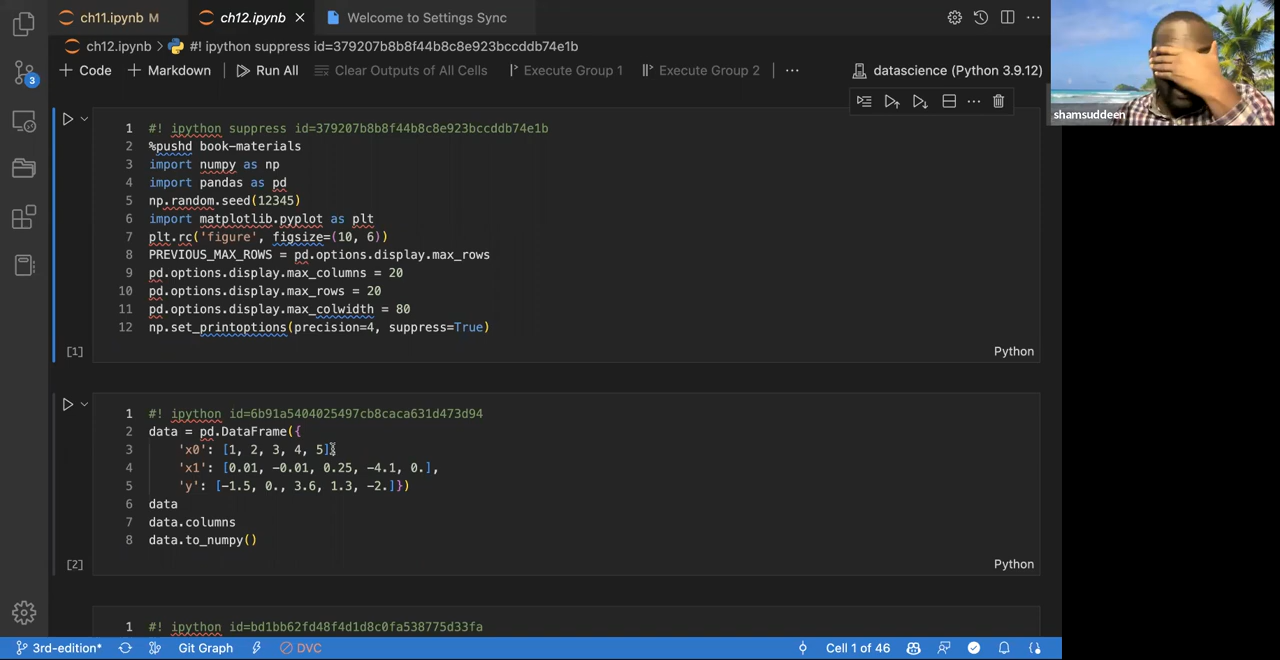 ch11.ipynb M
ch12.ipynb
Welcome to Settings Sync
ch12.ipynb > #! ipython suppress id=379207b8b8f44b8c8e923bccddb74e1b
+ Code + Markdown Run All Clear Outputs of All Cells Execute Group 1 Execute Group 2 ... datascience (Python 3.9.12)
shamsuddeen
3
1 #! ipython suppress id=379207b8b8f44b8c8e923bccddb74e1b
2 %pushd book-materials
3 import numpy as np
4 import pandas as pd
5 np.random.seed(12345)
6 import matplotlib.pyplot as plt
7 plt.rc('figure', figsize=(10, 6))
8 PREVIOUS_MAX_ROWS = pd.options.display.max_rows
9 pd.options.display.max_columns = 20
10 pd.options.display.max_rows = 20
11 pd.options.display.max_colwidth = 80
12 np.set_printoptions(precision=4, suppress=True)
[1] Python
1 #! ipython id=6b91a5404025497cb8caca631d473d94
2 data = pd.DataFrame({
3 'x0': [1, 2, 3, 4, 5],
4 'x1': [0.01, -0.01, 0.25, -4.1, 0.],
5 'y': [-1.5, 0., 3.6, 1.3, -2.]})
6 data
7 data.columns
8 data.to_numpy()
[2] Python
1 #! ipython id=bd1bb62fd48f4d1d8c0fa538775d33fa
3rd-edition* Git Graph DVC Cell 1 of 46